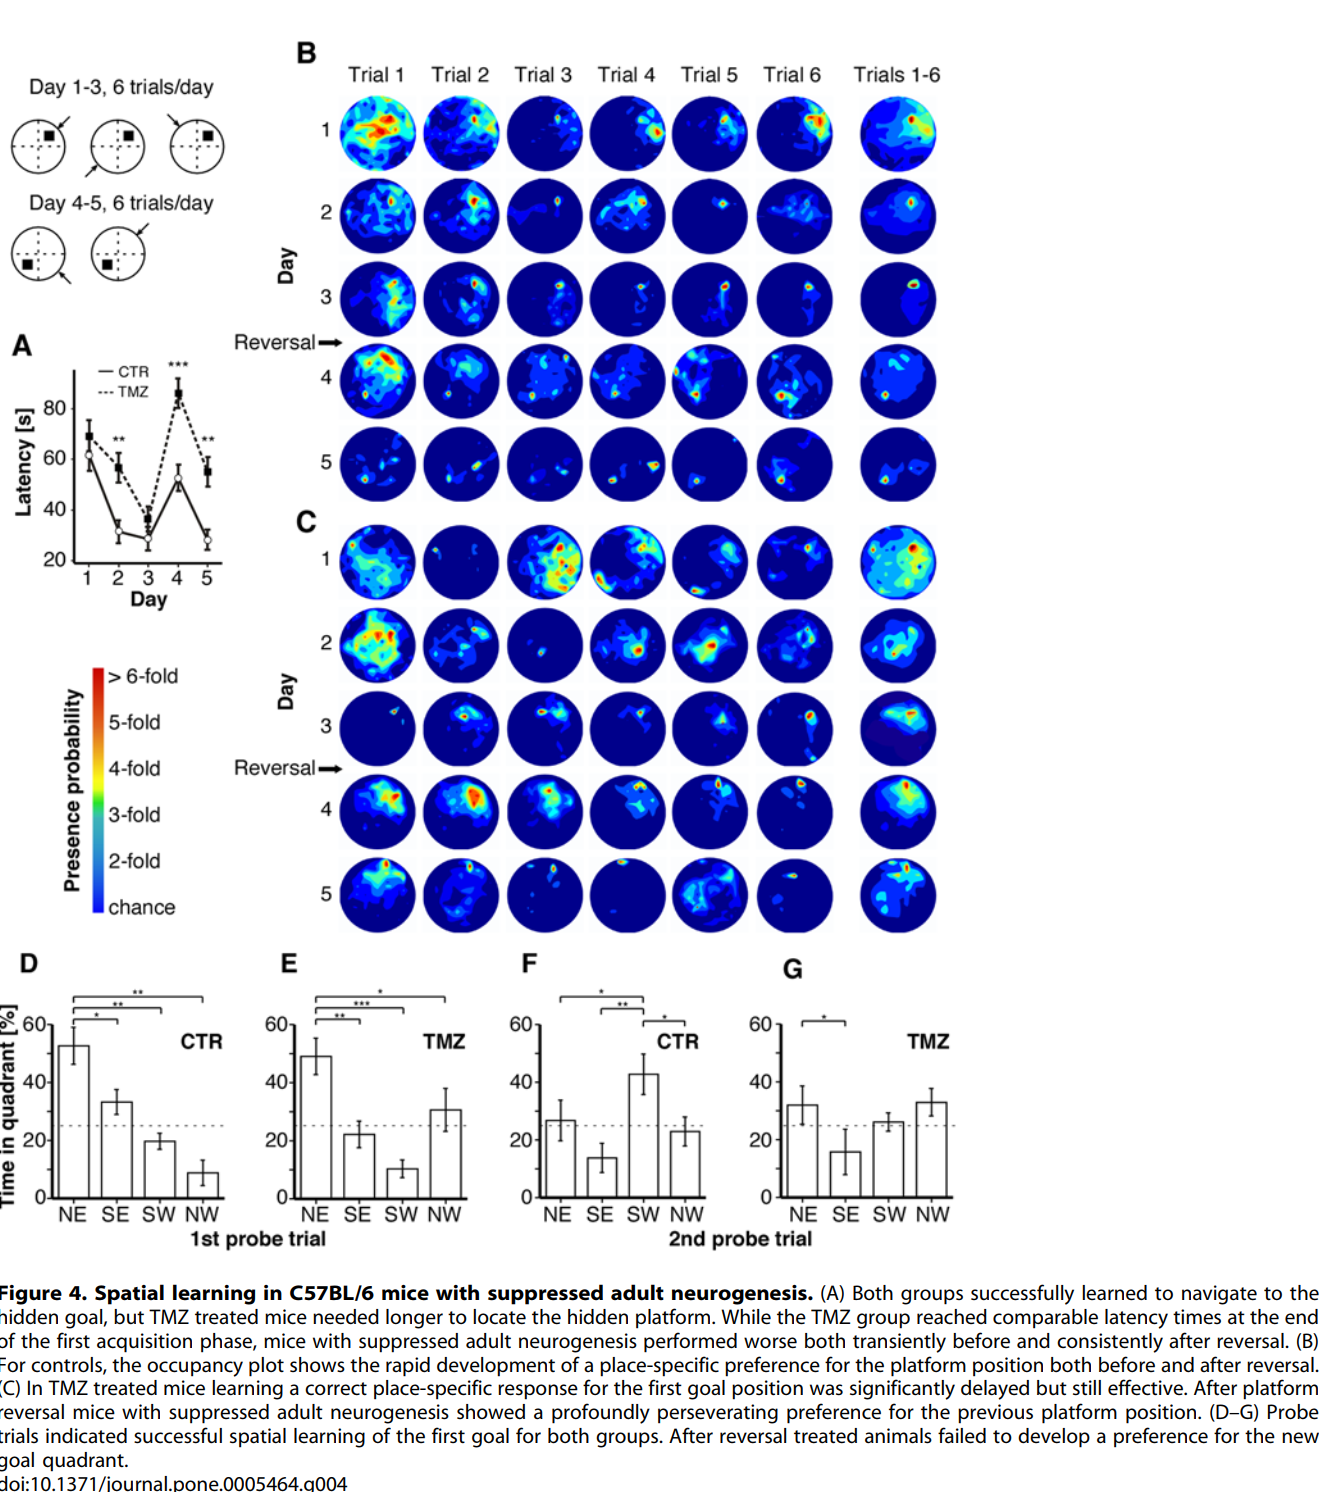 B
Trial 1 Trial 2 Trial 3 Trial 4 Trial 5 Trial 6 Trials 1-6
Day 1-3, 6 trials/day
1
Day 4-5, 6 trials/day
2
Day
3
Reversal
4
5
A
***
CTR
TMZ
** **
Latency [s]
80
60
40
20
1 2 3 4 5
Day
C
1
2
Day
3
Reversal
4
5
Presence probability
> 6-fold
5-fold
4-fold
3-fold
2-fold
chance
D
Time in quadrant [%]
**
**
*
CTR
60
40
20
0
NE SE SW NW
E
*
***
**
TMZ
60
40
20
0
NE SE SW NW
1st probe trial
F
*
**
*
CTR
60
40
20
0
NE SE SW NW
G
*
TMZ
60
40
20
0
NE SE SW NW
2nd probe trial
Figure 4. Spatial learning in C57BL/6 mice with suppressed adult neurogenesis. (A) Both groups successfully learned to navigate to the
hidden goal, but TMZ treated mice needed longer to locate the hidden platform. While the TMZ group reached comparable latency times at the end
of the first acquisition phase, mice with suppressed adult neurogenesis performed worse both transiently before and consistently after reversal. (B)
For controls, the occupancy plot shows the rapid development of a place-specific preference for the platform position both before and after reversal.
(C) In TMZ treated mice learning a correct place-specific response for the first goal position was significantly delayed but still effective. After platform
reversal mice with suppressed adult neurogenesis showed a profoundly perseverating preference for the previous platform position. (D–G) Probe
trials indicated successful spatial learning of the first goal for both groups. After reversal treated animals failed to develop a preference for the new
goal quadrant.
doi:10.1371/journal.pone.0005464.g004